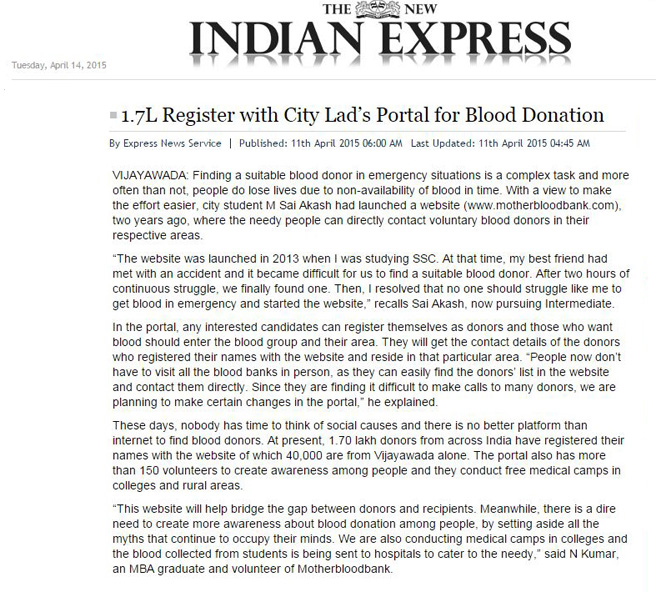 THE NEW
INDIAN EXPRESS
Tuesday, April 14, 2015
1.7L Register with City Lad's Portal for Blood Donation
By Express News Service | Published: 11th April 2015 06:00 AM Last Updated: 11th April 2015 04:45 AM
VIJAYAWADA: Finding a suitable blood donor in emergency situations is a complex task and more
often than not, people do lose lives due to non-availability of blood in time. With a view to make
the effort easier, city student M Sai Akash had launched a website (www.motherbloodbank.com),
two years ago, where the needy people can directly contact voluntary blood donors in their
respective areas.
“The website was launched in 2013 when I was studying SSC. At that time, my best friend had
met with an accident and it became difficult for us to find a suitable blood donor. After two hours of
continuous struggle, we finally found one. Then, I resolved that no one should struggle like me to
get blood in emergency and started the website,” recalls Sai Akash, now pursuing Intermediate.
In the portal, any interested candidates can register themselves as donors and those who want
blood should enter the blood group and their area. They will get the contact details of the donors
who registered their names with the website and reside in that particular area. “People now don’t
have to visit all the blood banks in person, as they can easily find the donors’ list in the website
and contact them directly. Since they are finding it difficult to make calls to many donors, we are
planning to make certain changes in the portal,” he explained.
These days, nobody has time to think of social causes and there is no better platform than
internet to find blood donors. At present, 1.70 lakh donors from across India have registered their
names with the website of which 40,000 are from Vijayawada alone. The portal also has more
than 150 volunteers to create awareness among people and they conduct free medical camps in
colleges and rural areas.
“This website will help bridge the gap between donors and recipients. Meanwhile, there is a dire
need to create more awareness about blood donation among people, by setting aside all the
myths that continue to occupy their minds. We are also conducting medical camps in colleges and
the blood collected from students is being sent to hospitals to cater to the needy,” said N Kumar,
an MBA graduate and volunteer of Motherbloodbank.